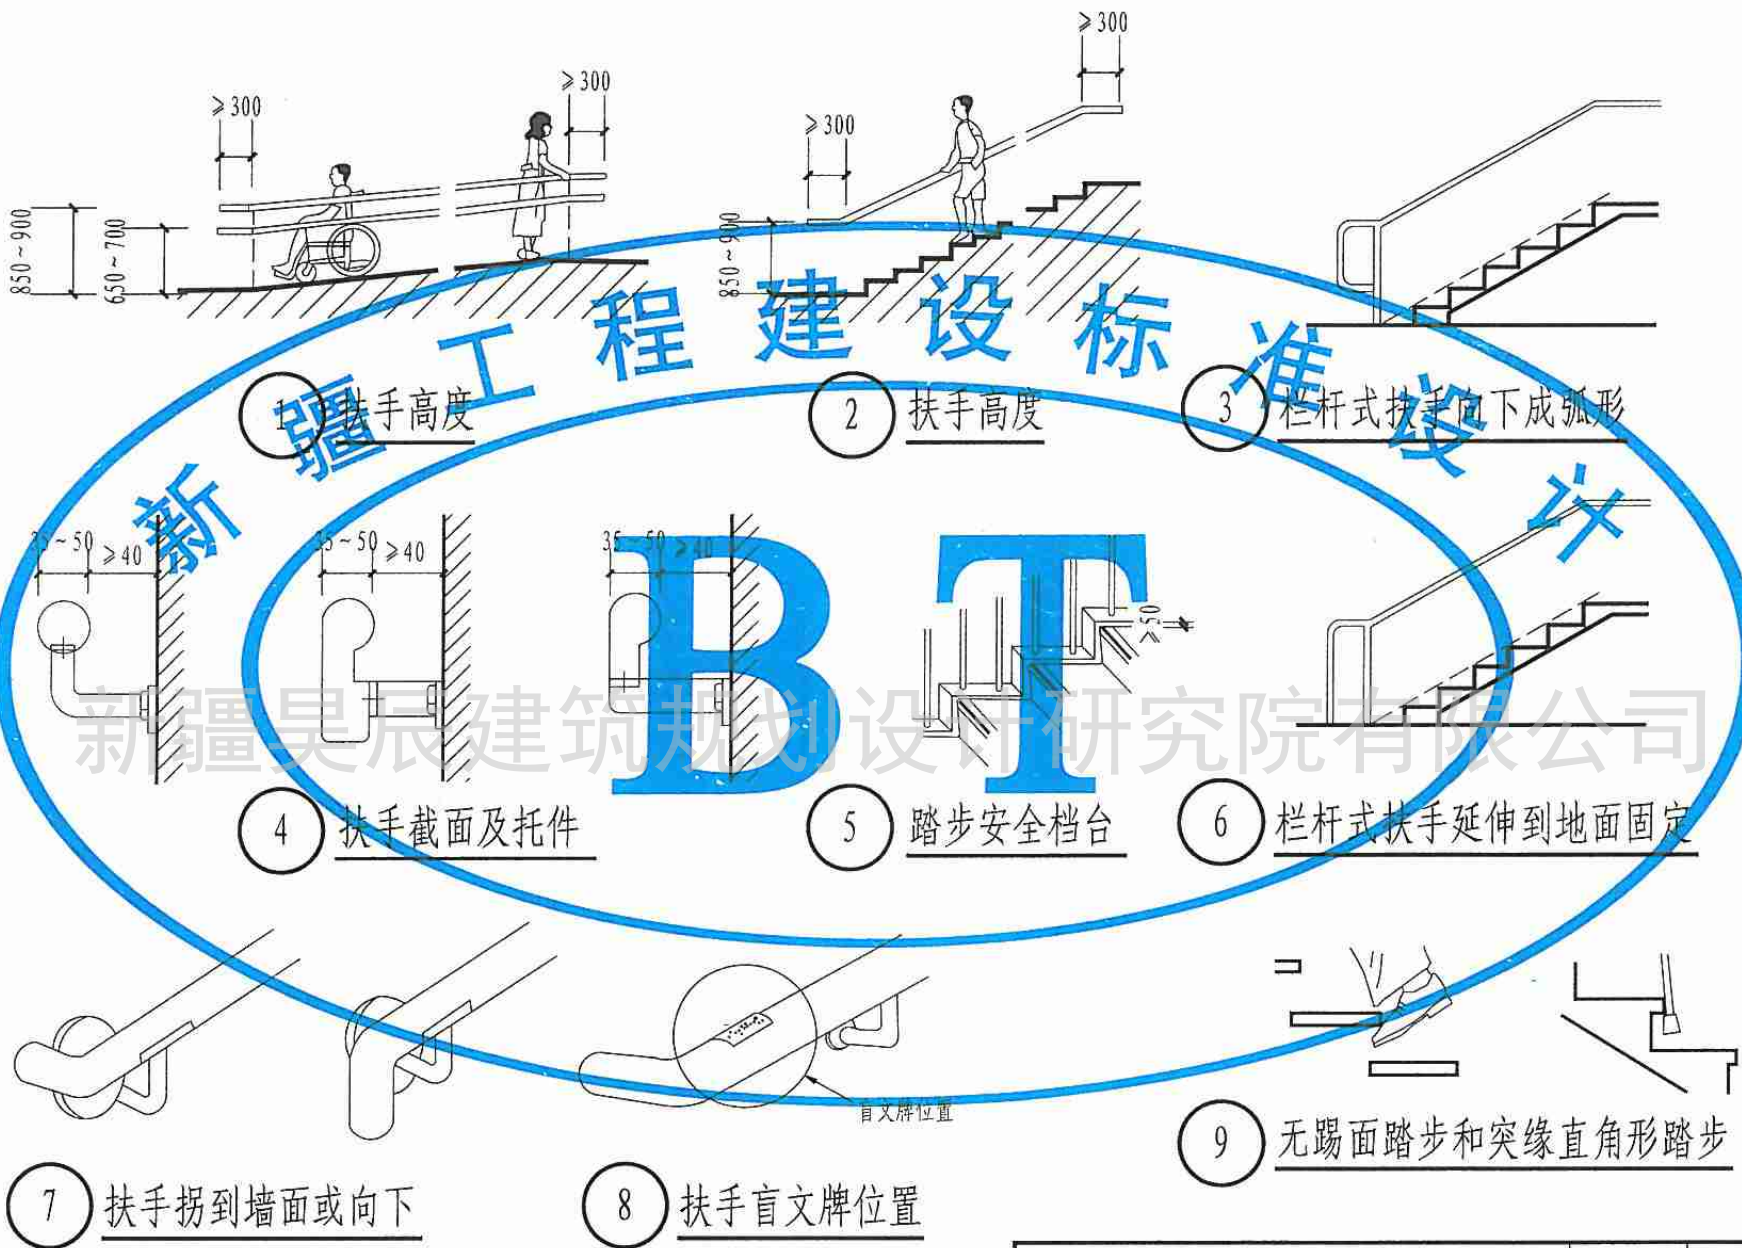 ≥300
≥300
850~900
650~700
① 扶手高度
≥300
≥300
850~900
② 扶手高度
③ 栏杆式扶手向下成弧形
新疆工程建设标准设计
BT
35~50
≥40
35~50
≥40
35~50
≥40
④ 扶手截面及托件
≥50
⑤ 踏步安全档台
⑥ 栏杆式扶手延伸到地面固定
新疆昊辰建筑规划设计研究院有限公司
⑦ 扶手拐到墙面或向下
盲文牌位置
⑧ 扶手盲文牌位置
⑨ 无踢面踏步和突缘直角形踏步